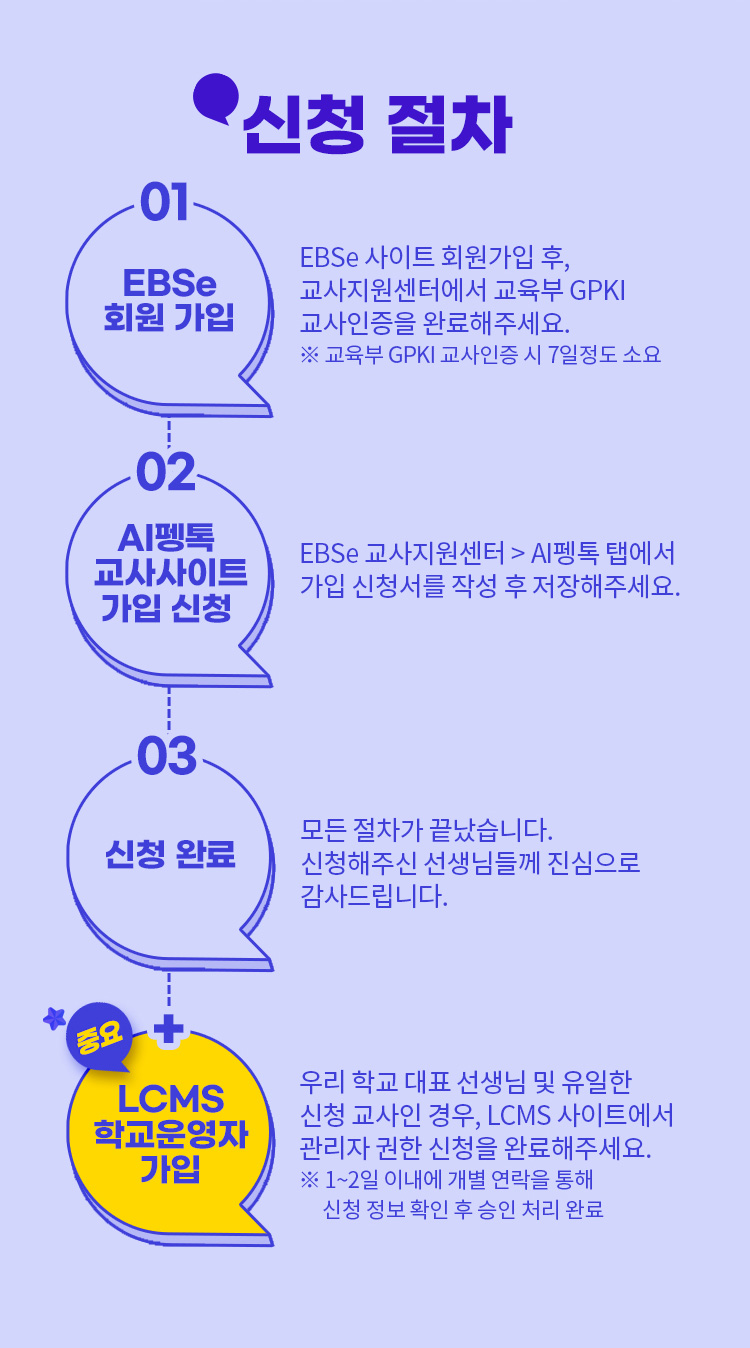 신청 절차
01
EBSe
회원 가입
EBSe 사이트 회원가입 후,
교사지원센터에서 교육부 GPKI
교사인증을 완료해주세요.
※ 교육부 GPKI 교사인증 시 7일정도 소요
02
AI펭톡
교사사이트
가입 신청
EBSe 교사지원센터 > AI펭톡 탭에서
가입 신청서를 작성 후 저장해주세요.
03
신청 완료
모든 절차가 끝났습니다.
신청해주신 선생님들께 진심으로
감사드립니다.
중요
+
LCMS
학교운영자
가입
우리 학교 대표 선생님 및 유일한
신청 교사인 경우, LCMS 사이트에서
관리자 권한 신청을 완료해주세요.
※ 1~2일 이내에 개별 연락을 통해
신청 정보 확인 후 승인 처리 완료